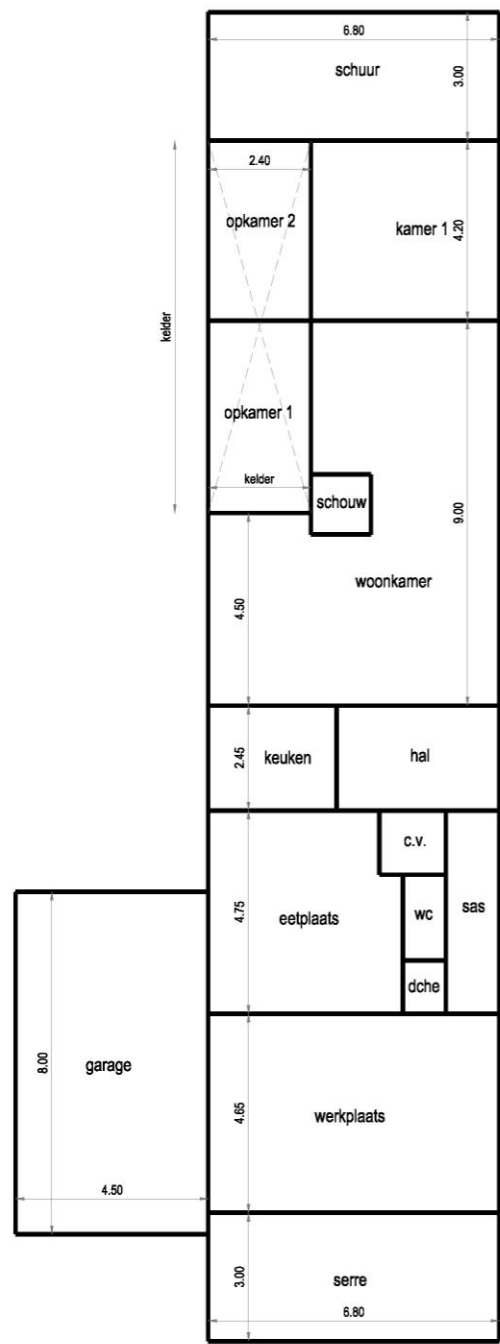 6.80
schuur
3.00
2.40
opkamer 2
kamer 1
4.20
kelder
opkamer 1
kelder
schouw
9.00
woonkamer
4.50
keuken
hal
2.45
c.v.
wc
sas
eetplaats
4.75
dche
garage
8.00
4.50
werkplaats
4.65
serre
3.00
6.80